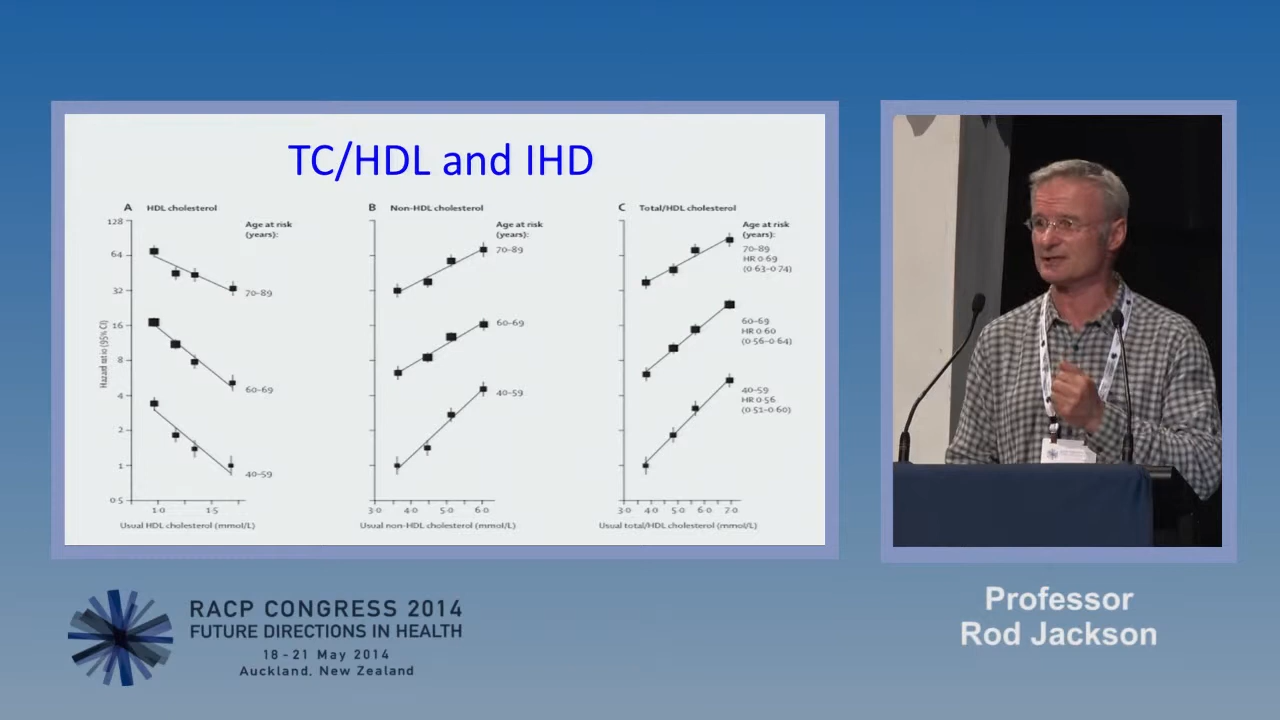 TC/HDL and IHD
A HDL cholesterol
Hazard ratio (95% CI)
128
64
32
16
8
4
2
1
0·5
Age at risk
(years):
70–89
60–69
40–59
1·0 1·5
Usual HDL cholesterol (mmol/L)
B Non-HDL cholesterol
Age at risk
(years):
70–89
60–69
40–59
3·0 4·0 5·0 6·0
Usual non-HDL cholesterol (mmol/L)
C Total/HDL cholesterol
Age at risk
(years):
70–89
HR 0·69
(0·63–0·74)
60–69
HR 0·60
(0·56–0·64)
40–59
HR 0·56
(0·51–0·60)
3·0 4·0 5·0 6·0 7·0
Usual total/HDL cholesterol (mmol/L)
RACP CONGRESS 2014
FUTURE DIRECTIONS IN HEALTH
18 - 21 May 2014
Auckland, New Zealand
Professor
Rod Jackson